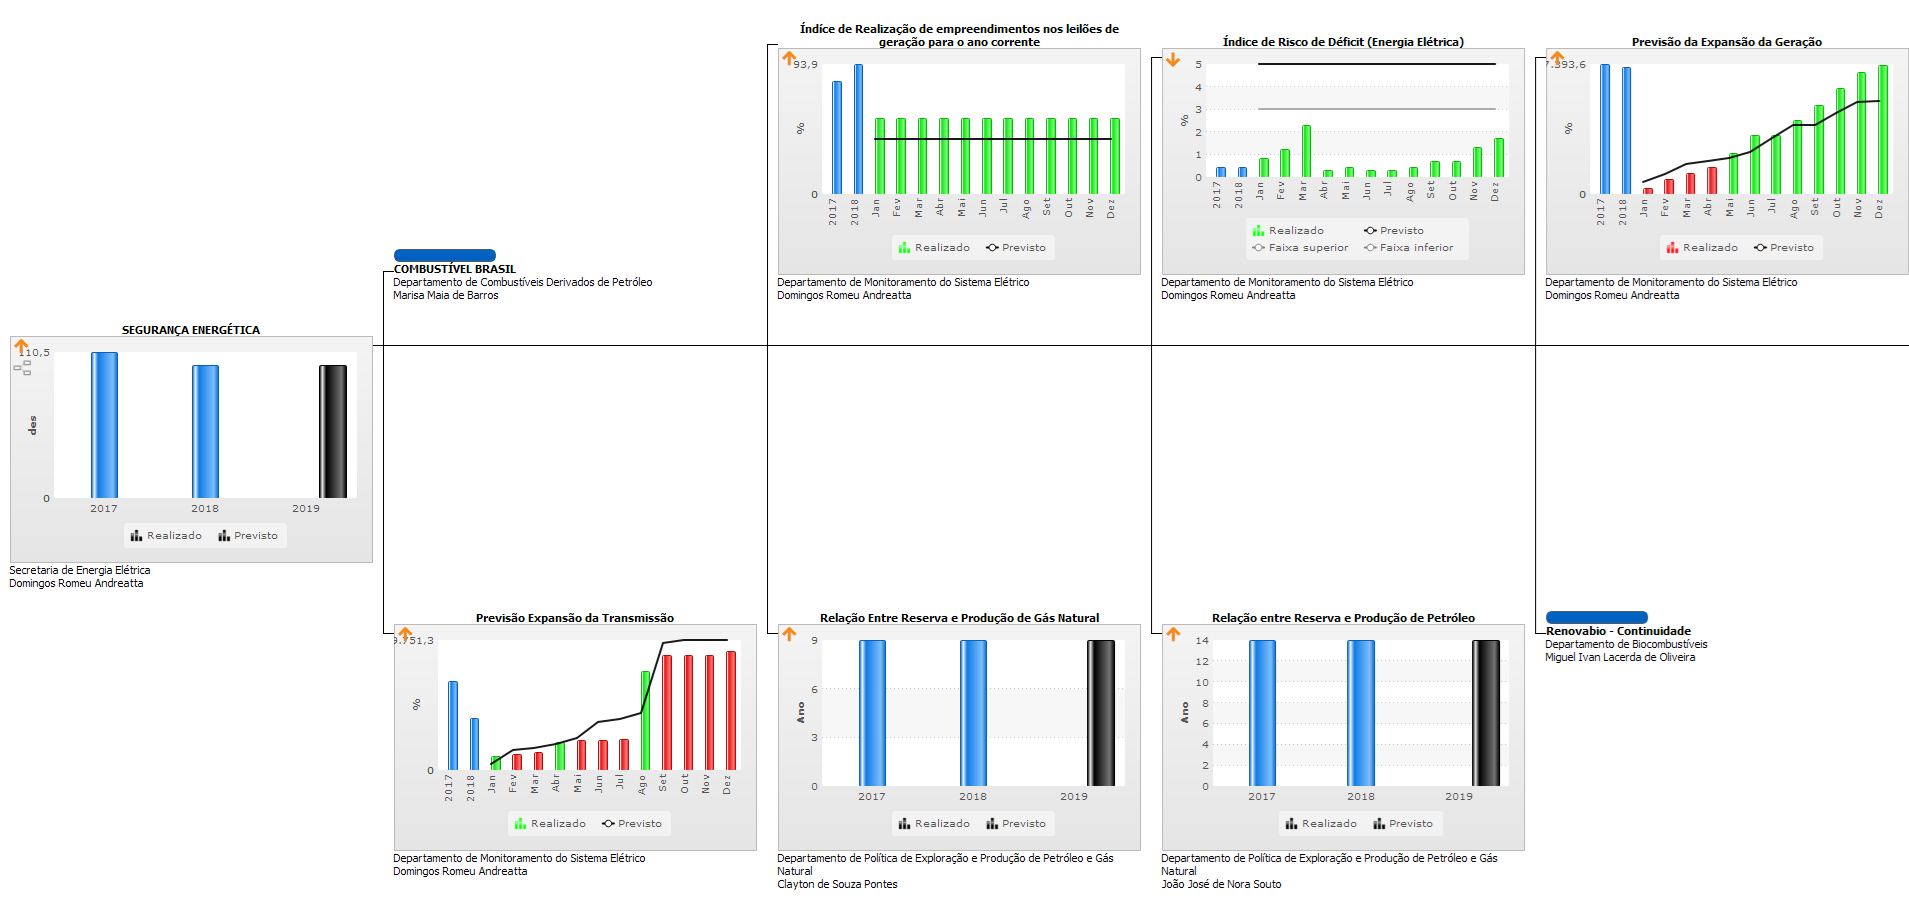 SEGURANÇA ENERGÉTICA
110,5
des
0
2017
2018
2019
Realizado
Previsto
Secretaria de Energia Elétrica
Domingos Romeu Andreatta
COMBUSTÍVEL BRASIL
Departamento de Combustíveis Derivados de Petróleo
Marisa Maia de Barros
Índíce de Realização de empreendimentos nos leilões de
geração para o ano corrente
93,9
%
0
2017
2018
Jan
Fev
Mar
Abr
Mai
Jun
Jul
Ago
Set
Out
Nov
Dez
Realizado
Previsto
Departamento de Monitoramento do Sistema Elétrico
Domingos Romeu Andreatta
Índice de Risco de Déficit (Energia Elétrica)
5
4
3
2
1
0
%
2017
2018
Jan
Fev
Mar
Abr
Mai
Jun
Jul
Ago
Set
Out
Nov
Dez
Realizado
Previsto
Faixa superior
Faixa inferior
Departamento de Monitoramento do Sistema Elétrico
Domingos Romeu Andreatta
Previsão da Expansão da Geração
%
0
2017
2018
Jan
Fev
Mar
Abr
Mai
Jun
Jul
Ago
Set
Out
Nov
Dez
Realizado
Previsto
Departamento de Monitoramento do Sistema Elétrico
Domingos Romeu Andreatta
Previsão Expansão da Transmissão
%
0
2017
2018
Jan
Fev
Mar
Abr
Mai
Jun
Jul
Ago
Set
Out
Nov
Dez
Realizado
Previsto
Departamento de Monitoramento do Sistema Elétrico
Domingos Romeu Andreatta
Relação Entre Reserva e Produção de Gás Natural
9
6
3
0
Ano
2017
2018
2019
Realizado
Previsto
Departamento de Política de Exploração e Produção de Petróleo e Gás
Natural
Clayton de Souza Pontes
Relação entre Reserva e Produção de Petróleo
14
12
10
8
6
4
2
0
Ano
2017
2018
2019
Realizado
Previsto
Departamento de Política de Exploração e Produção de Petróleo e Gás
Natural
João José de Nora Souto
Renovabio - Continuidade
Departamento de Biocombustíveis
Miguel Ivan Lacerda de Oliveira